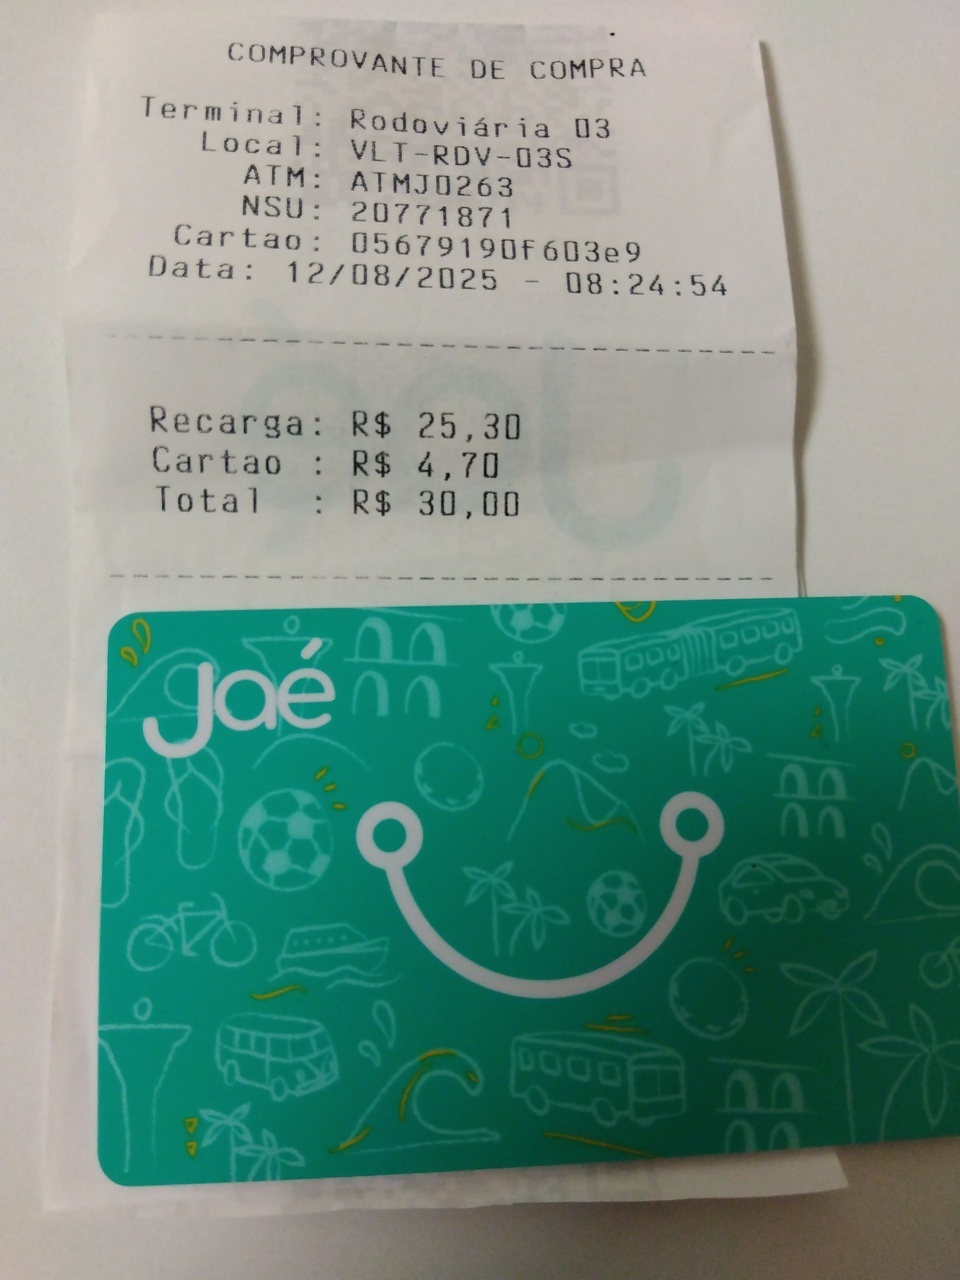 COMPROVANTE DE COMPRA
Terminal: Rodoviária 03
Local: VLT-RDV-03S
ATM: ATMJ0263
NSU: 20771871
Cartao: 05679190f603e9
Data: 12/08/2025 - 08:24:54
Recarga: R$ 25,30
Cartao : R$ 4,70
Total : R$ 30,00
Jaé